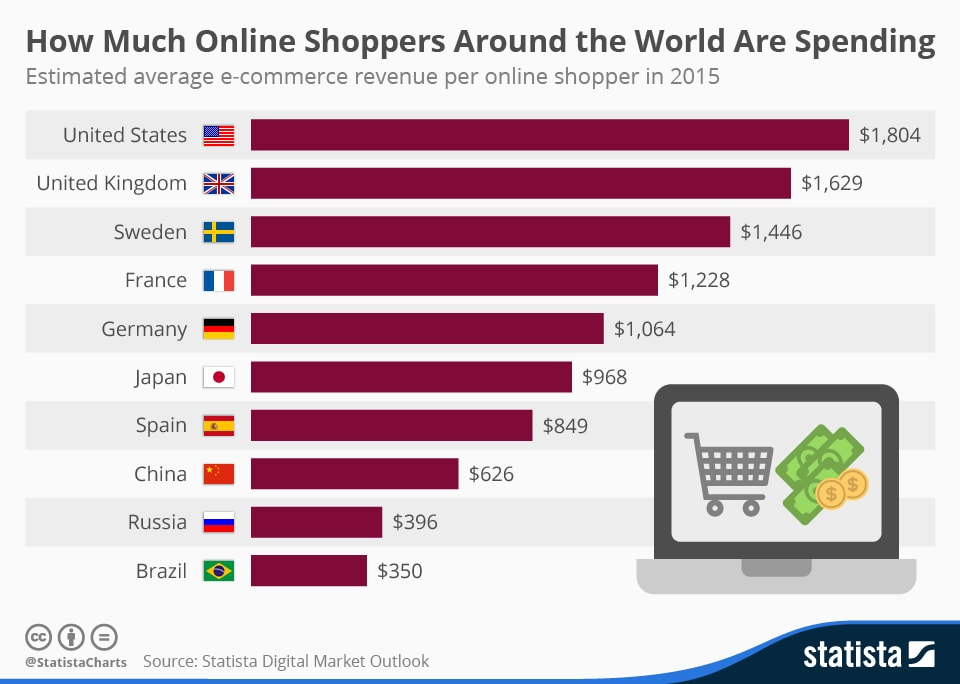 How Much Online Shoppers Around the World Are Spending
Estimated average e-commerce revenue per online shopper in 2015
United States $1,804
United Kingdom $1,629
Sweden $1,446
France $1,228
Germany $1,064
Japan $968
Spain $849
China $626
Russia $396
Brazil $350
$ $
cc =
@StatistaCharts Source: Statista Digital Market Outlook
statista